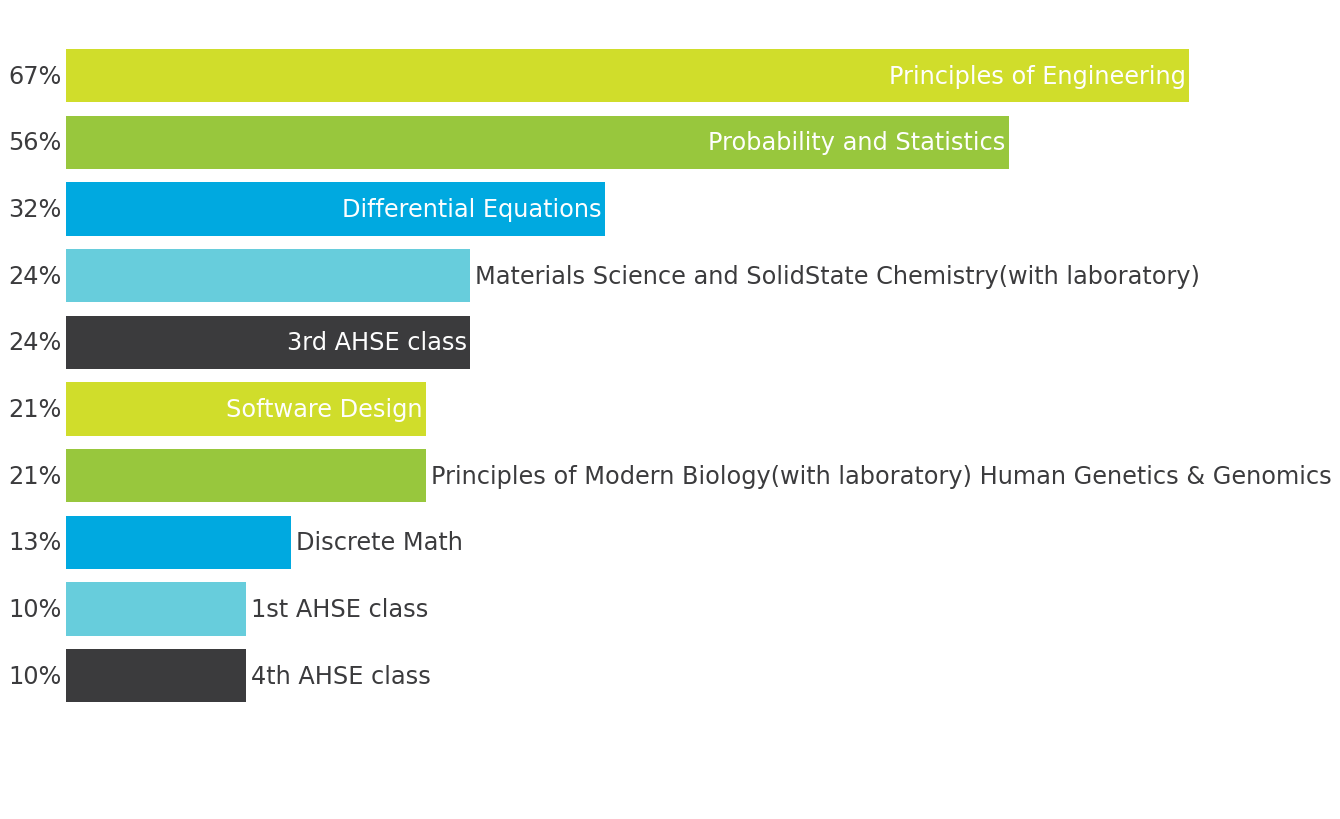 67% Principles of Engineering
56% Probability and Statistics
32% Differential Equations
24% Materials Science and SolidState Chemistry(with laboratory)
24% 3rd AHSE class
21% Software Design
21% Principles of Modern Biology(with laboratory) Human Genetics & Genomics
13% Discrete Math
10% 1st AHSE class
10% 4th AHSE class